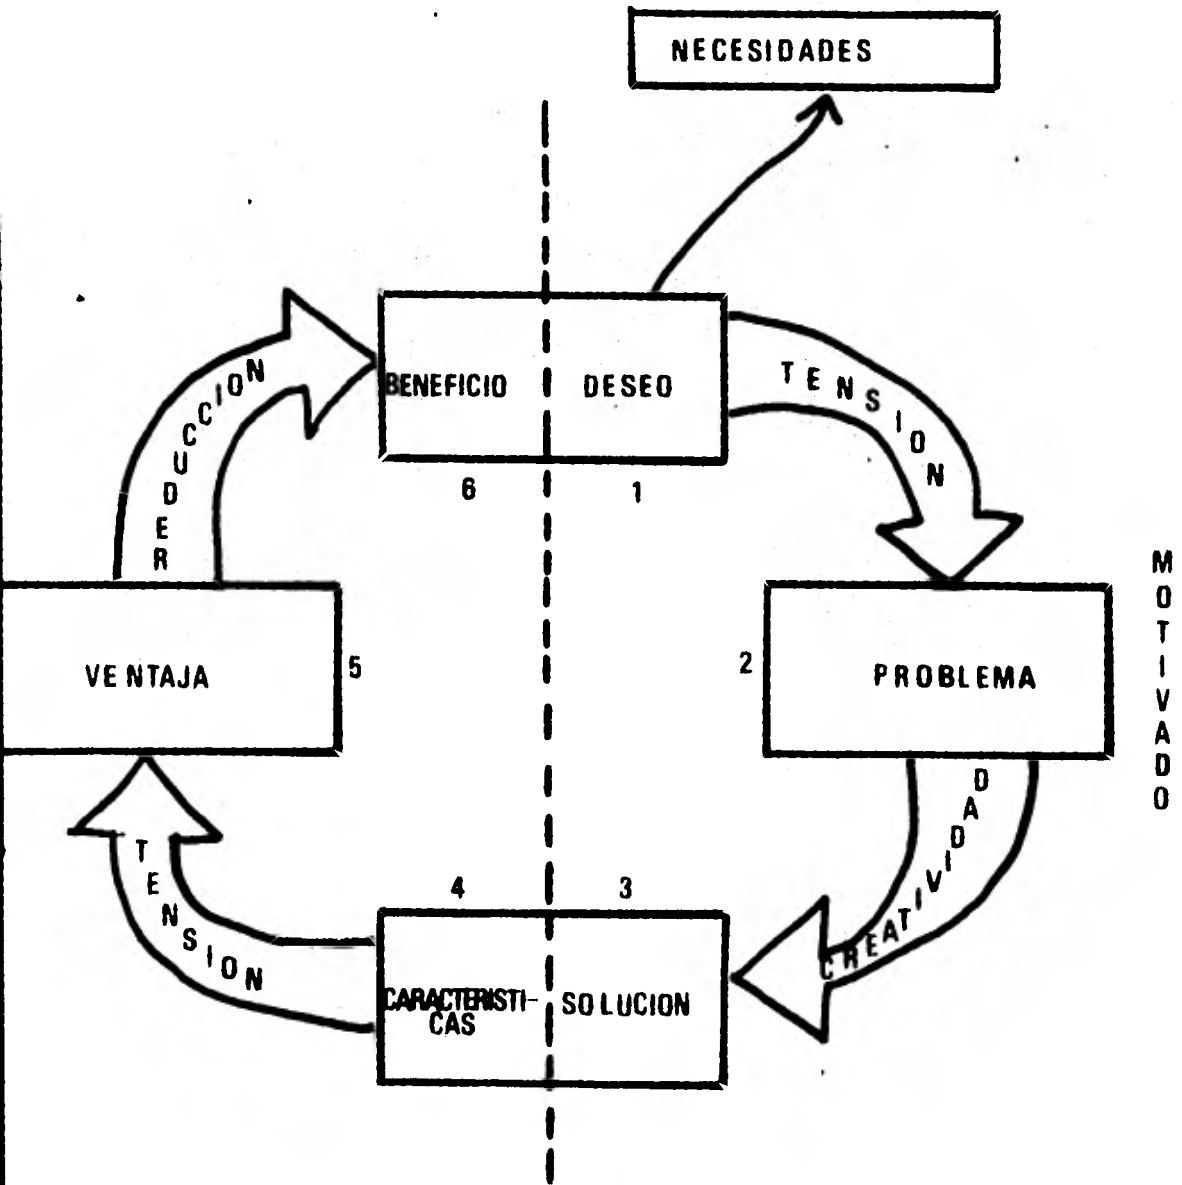 NECESIDADES
BENEFICIO
DESEO
6
1
TENSION
REDUCCION
MOTIVADO
VENTAJA
5
2
PROBLEMA
CREATIVIDAD
TENSION
4
3
CARACTERISTI-
CAS
SOLUCION